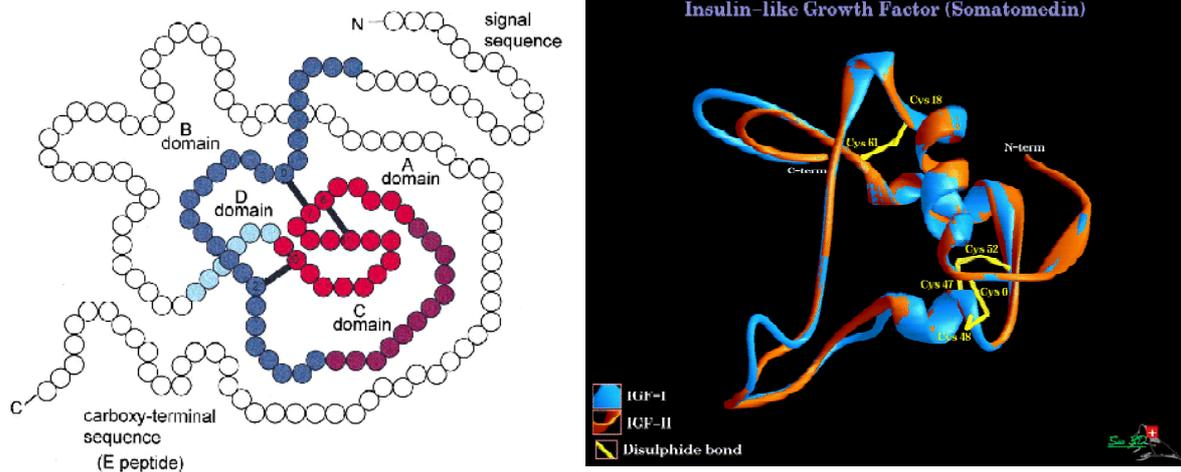 N
signal
sequence
B
domain
A
domain
D
domain
C
domain
C
carboxy-terminal
sequence
(E peptide)
Insulin-like Growth Factor (Somatomedin)
Cys 18
Cys 61
N-term
C-term
Cys 52
Cys 47
Cys 6
Cys 48
IGF-I
IGF-II
Disulphide bond